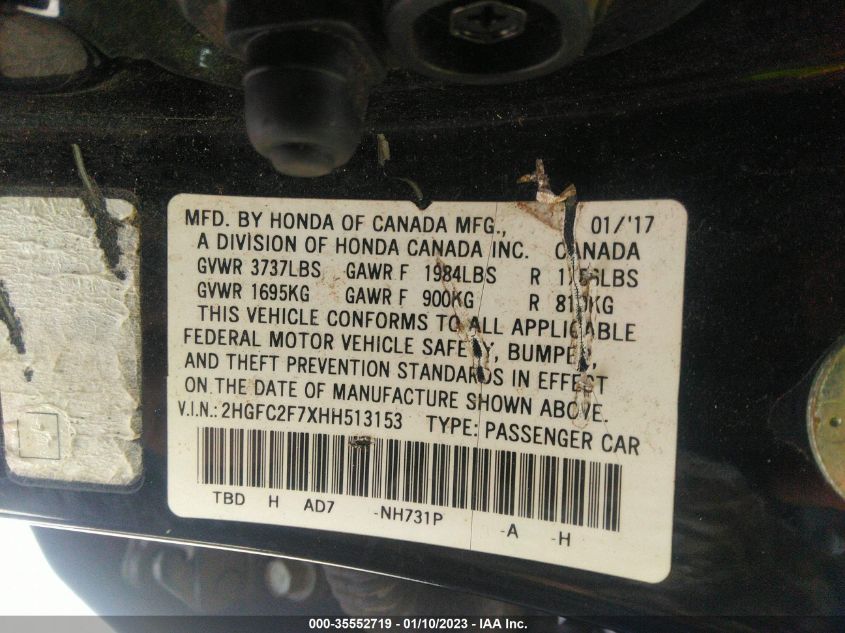 MFD. BY HONDA OF CANADA MFG., 01/'17
A DIVISION OF HONDA CANADA INC. CANADA
GVWR 3737LBS GAWR F 1984LBS R
GVWR 1695KG GAWR F 900KG R
THIS VEHICLE CONFORMS TO ALL APPLICABLE
FEDERAL MOTOR VEHICLE SAFETY, BUMPER,
AND THEFT PREVENTION STANDARDS IN EFFECT
ON THE DATE OF MANUFACTURE SHOWN ABOVE.
V.I.N.: 2HGFC2F7XHH513153 TYPE: PASSENGER CAR
TBD H AD7 -NH731P -A -H
000-35552719 - 01/10/2023 - IAA Inc.